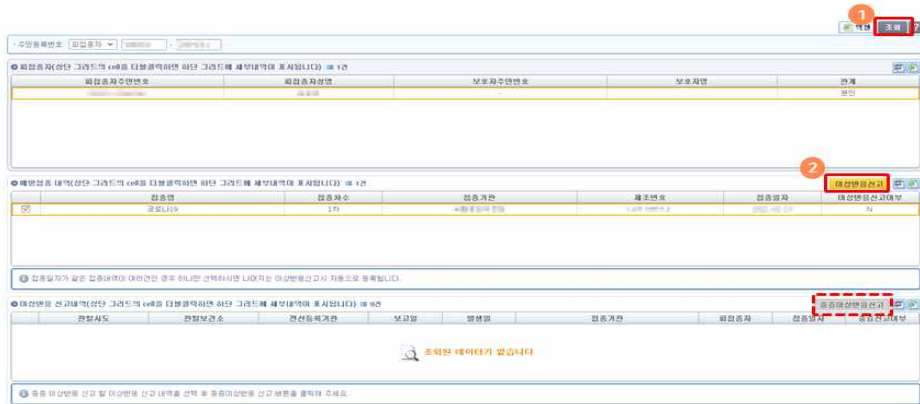 1
엑셀 조회 ?
주민등록번호 피접종자 -
피접종자(상단 그리드의 cell을 더블클릭하면 하단 그리드에 세부내역이 표시됩니다) 1건
피접종자주민번호 피접종자성명 보호자주민번호 보호자명 관계
- 본인
2
예방접종 내역(상단 그리드의 cell을 더블클릭하면 하단 그리드에 세부내역이 표시됩니다) 1건 이상반응신고
접종명 접종차수 접종기관 제조번호 접종일자 이상반응신고여부
코로나19 1차 N
접종일자가 같은 접종내역이 여러건인 경우 하나만 선택하시면 나머지는 이상반응신고시 자동으로 등록됩니다.
이상반응 신고내역(상단 그리드의 cell을 더블클릭하면 하단 그리드에 세부내역이 표시됩니다) 0건 중증이상반응신고
관할시도 관할보건소 전산등록기관 보고일 발생일 접종기관 피접종자 접종일자 중증신고여부
조회된 데이터가 없습니다
중증 이상반응 신고 할 이상반응 신고 내역을 선택 후 중증이상반응 신고 버튼을 클릭해 주세요.